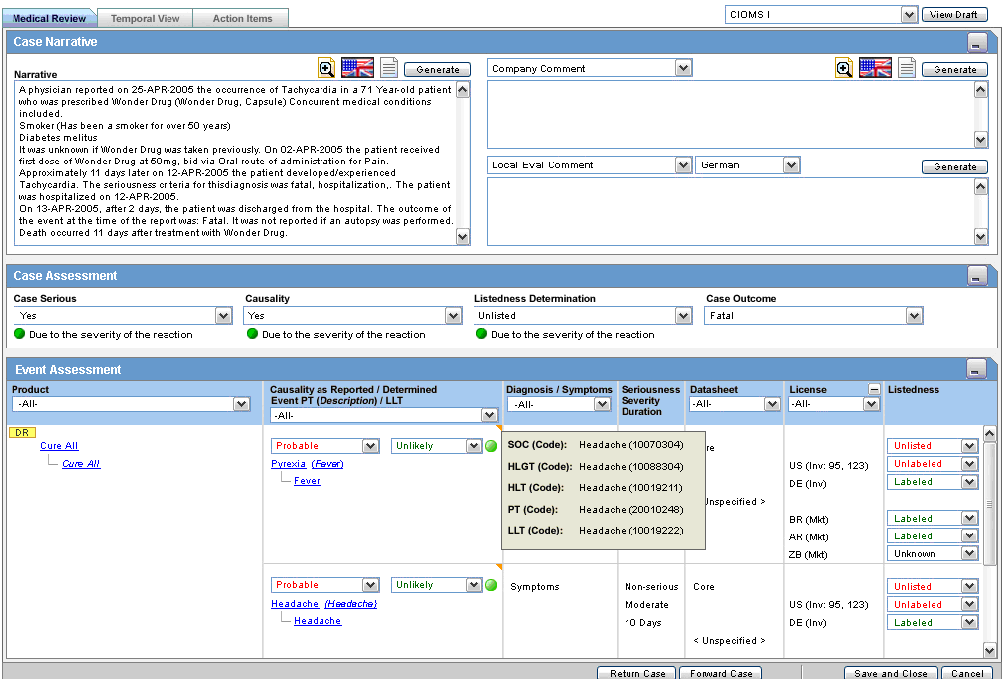 Medical Review
Temporal View
Action Items
CIOMS I
View Draft
Case Narrative
Narrative
Generate
Company Comment
Generate
A physician reported on 25-APR-2005 the occurrence of Tachycardia in a 71 Year-old patient
who was prescribed Wonder Drug (Wonder Drug, Capsule) Concurent medical conditions
included.
Smoker (Has been a smoker for over 50 years)
Diabetes melitus
It was unknown if Wonder Drug was taken previously. On 02-APR-2005 the patient received
first dose of Wonder Drug at 50mg, bid via Oral route of administration for Pain.
Approximately 11 days later on 12-APR-2005 the patient developed/experienced
Tachycardia. The seriousness crteria for thisdiagnosis was fatal, hospitalization,. The patient
was hospitalized on 12-APR-2005.
On 13-APR-2005, after 2 days, the patient was discharged from the hospital. The outcome of
the event at the time of the report was: Fatal. It was not reported if an autopsy was performed.
Death occurred 11 days after treatment with Wonder Drug.
Local Eval Comment
German
Generate
Case Assessment
Case Serious
Causality
Listedness Determination
Case Outcome
Yes
Yes
Unlisted
Fatal
Due to the severity of the reaction
Due to the severity of the reaction
Due to the severity of the reaction
Event Assessment
Product
-All-
Causality as Reported / Determined
Event PT (Description) / LLT
-All-
Diagnosis / Symptoms
-All-
Seriousness
Severity
Duration
Datasheet
-All-
License
-All-
Listedness
DR
Cure All
Cure All
Probable
Unlikely
Pyrexia (Fever)
Fever
SOC (Code): Headache (10070304)
HLGT (Code): Headache (10088304)
HLT (Code): Headache (10019211)
PT (Code): Headache (20010248)
LLT (Code): Headache (10019222)
re
Unspecified >
US (Inv: 95, 123)
DE (Inv)
BR (Mkt)
AR (Mkt)
ZB (Mkt)
Unlisted
Unlabeled
Labeled
Labeled
Labeled
Unknown
Probable
Unlikely
Headache (Headache)
Headache
Symptoms
Non-serious
Moderate
10 Days
Core
< Unspecified >
US (Inv: 95, 123)
DE (Inv)
Unlisted
Unlabeled
Labeled
Return Case
Forward Case
Save and Close
Cancel